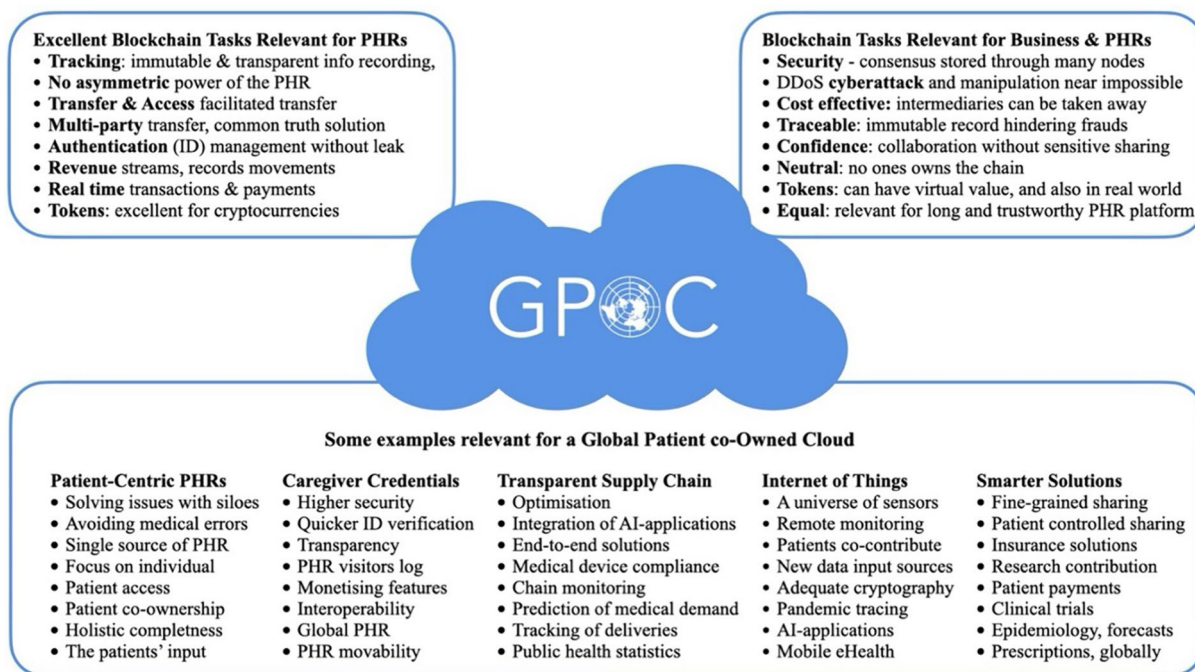 Excellent Blockchain Tasks Relevant for PHRs
• Tracking: immutable & transparent info recording,
• No asymmetric power of the PHR
• Transfer & Access facilitated transfer
• Multi-party transfer, common truth solution
• Authentication (ID) management without leak
• Revenue streams, records movements
• Real time transactions & payments
• Tokens: excellent for cryptocurrencies
Blockchain Tasks Relevant for Business & PHRs
• Security - consensus stored through many nodes
• DDoS cyberattack and manipulation near impossible
• Cost effective: intermediaries can be taken away
• Traceable: immutable record hindering frauds
• Confidence: collaboration without sensitive sharing
• Neutral: no ones owns the chain
• Tokens: can have virtual value, and also in real world
• Equal: relevant for long and trustworthy PHR platform
GPOC
Some examples relevant for a Global Patient co-Owned Cloud
Patient-Centric PHRs
• Solving issues with siloes
• Avoiding medical errors
• Single source of PHR
• Focus on individual
• Patient access
• Patient co-ownership
• Holistic completness
• The patients' input
Caregiver Credentials
• Higher security
• Quicker ID verification
• Transparency
• PHR visitors log
• Monetising features
• Interoperability
• Global PHR
• PHR movability
Transparent Supply Chain
• Optimisation
• Integration of AI-applications
• End-to-end solutions
• Medical device compliance
• Chain monitoring
• Prediction of medical demand
• Tracking of deliveries
• Public health statistics
Internet of Things
• A universe of sensors
• Remote monitoring
• Patients co-contribute
• New data input sources
• Adequate cryptography
• Pandemic tracing
• AI-applications
• Mobile eHealth
Smarter Solutions
• Fine-grained sharing
• Patient controlled sharing
• Insurance solutions
• Research contribution
• Patient payments
• Clinical trials
• Epidemiology, forecasts
• Prescriptions, globally